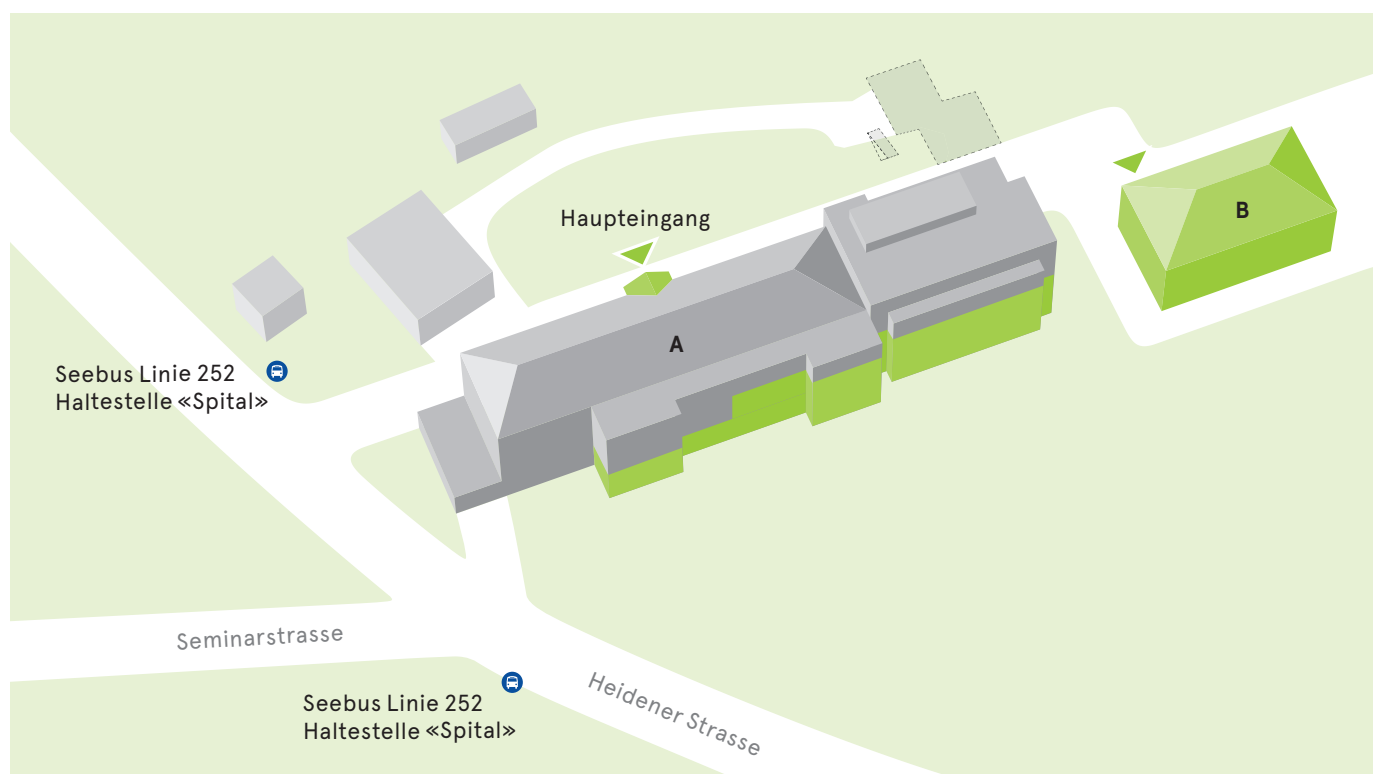 Haupteingang
B
A
Seebus Linie 252
Haltestelle «Spital»
Seminarstrasse
Heidener Strasse
Seebus Linie 252
Haltestelle «Spital»